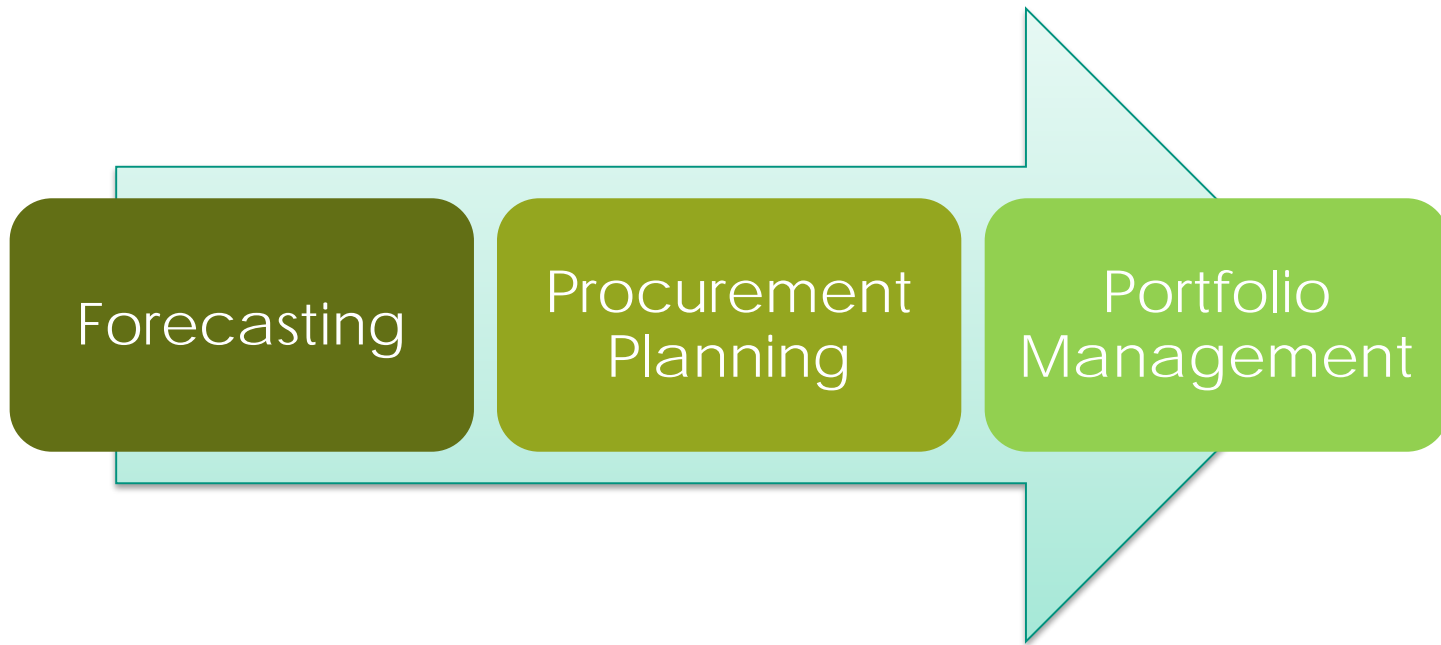 Forecasting
Procurement
Planning
Portfolio
Management